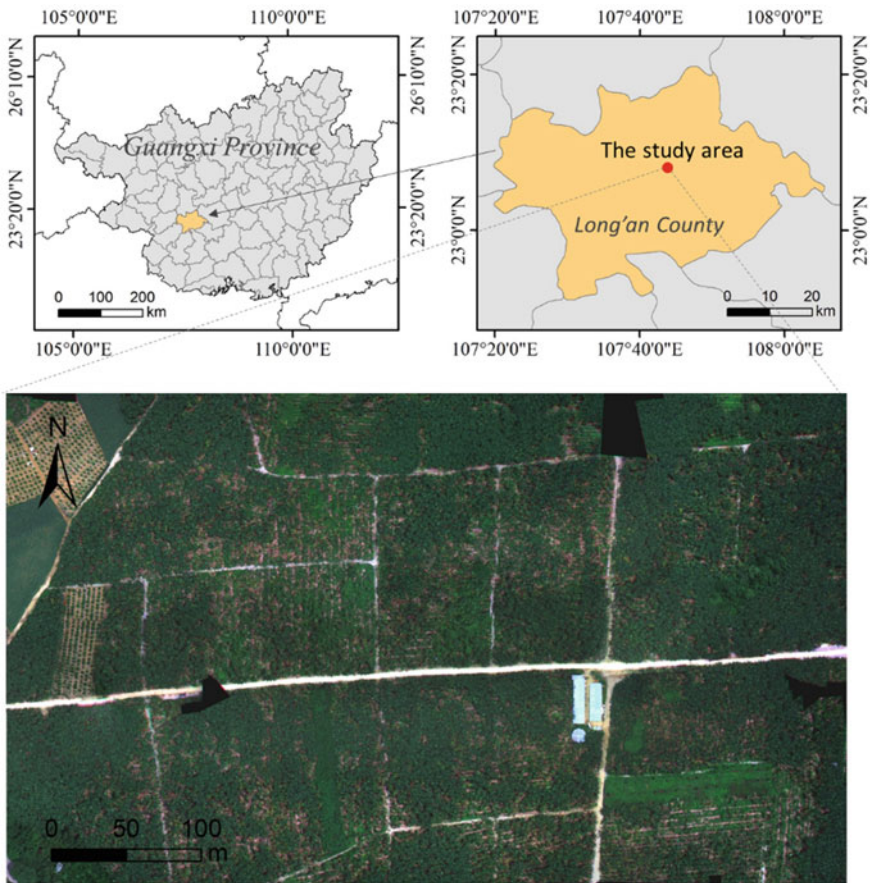 105°0'0"E 110°0'0"E
107°20'0"E 107°40'0"E 108°0'0"E
26°10'0"N
26°10'0"N
23°20'0"N
23°20'0"N
Guangxi Province
The study area
23°20'0"N
23°20'0"N
23°0'0"N
23°0'0"N
Long'an County
0 100 200
km
0 10 20
km
105°0'0"E 110°0'0"E
107°20'0"E 107°40'0"E 108°0'0"E
N
0 50 100
m